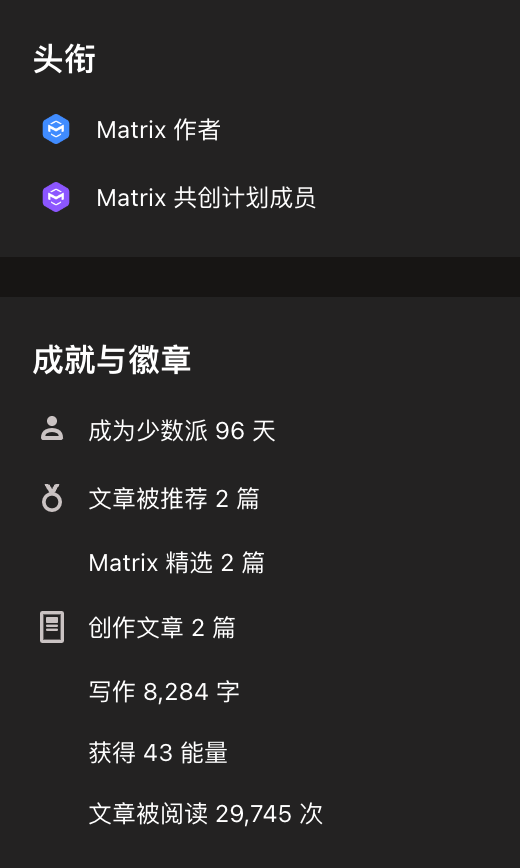 头衔
Matrix 作者
Matrix 共创计划成员
成就与徽章
成为少数派 96 天
文章被推荐 2 篇
Matrix 精选 2 篇
创作文章 2 篇
写作 8,284 字
获得 43 能量
文章被阅读 29,745 次